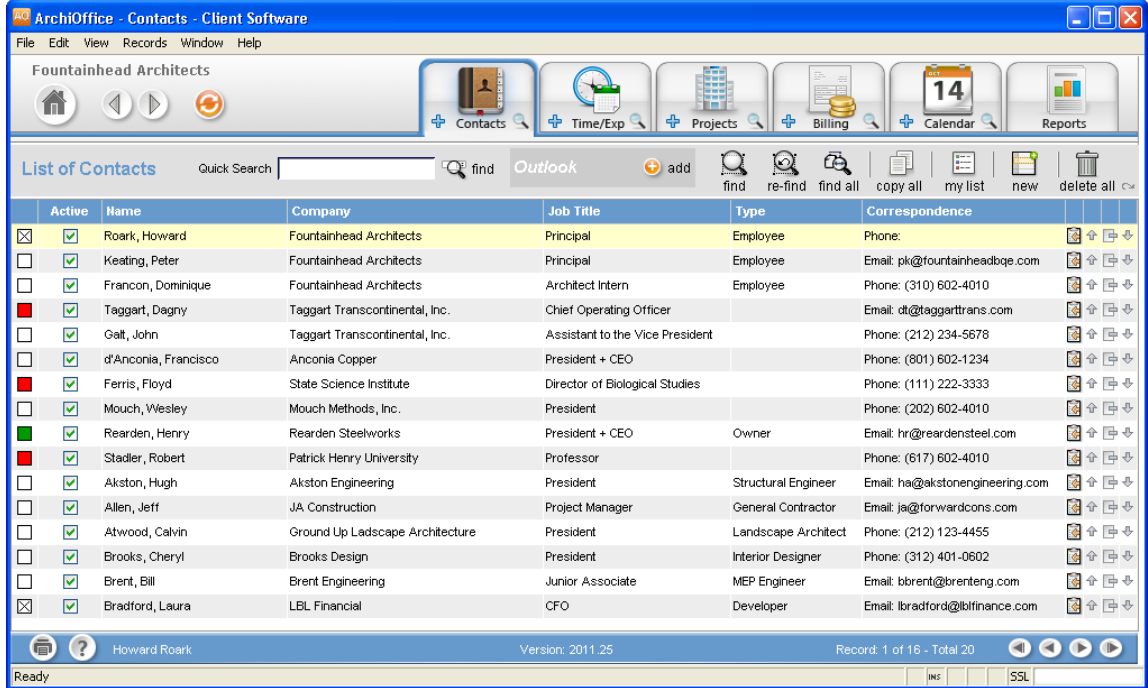 AO ArchiOffice - Contacts - Client Software
File Edit View Records Window Help
Fountainhead Architects
Contacts
Time/Exp
Projects
Billing
OCT
14
Calendar
Reports
List of Contacts Quick Search find Outlook add find re-find find all copy all my list new delete all
Active Name Company Job Title Type Correspondence
Roark, Howard Fountainhead Architects Principal Employee Phone:
Keating, Peter Fountainhead Architects Principal Employee Email: pk@fountainheadbqe.com
Francon, Dominique Fountainhead Architects Architect Intern Employee Phone: (310) 602-4010
Taggart, Dagny Taggart Transcontinental, Inc. Chief Operating Officer Email: dt@taggarttrans.com
Galt, John Taggart Transcontinental, Inc. Assistant to the Vice President Phone: (212) 234-5678
d'Anconia, Francisco Anconia Copper President + CEO Phone: (801) 602-1234
Ferris, Floyd State Science Institute Director of Biological Studies Phone: (111) 222-3333
Mouch, Wesley Mouch Methods, Inc. President Phone: (202) 602-4010
Rearden, Henry Rearden Steelworks President + CEO Owner Email: hr@reardensteel.com
Stadler, Robert Patrick Henry University Professor Phone: (617) 602-4010
Akston, Hugh Akston Engineering President Structural Engineer Email: ha@akstonengineering.com
Allen, Jeff JA Construction Project Manager General Contractor Email: ja@forwardcons.com
Atwood, Calvin Ground Up Ladscape Architecture President Landscape Architect Phone: (212) 123-4455
Brooks, Cheryl Brooks Design President Interior Designer Phone: (312) 401-0602
Brent, Bill Brent Engineering Junior Associate MEP Engineer Email: bbrent@brenteng.com
Bradford, Laura LBL Financial CFO Developer Email: lbradford@lblfinance.com
? Howard Roark Version: 2011.25 Record: 1 of 16 - Total 20
Ready INS SSL